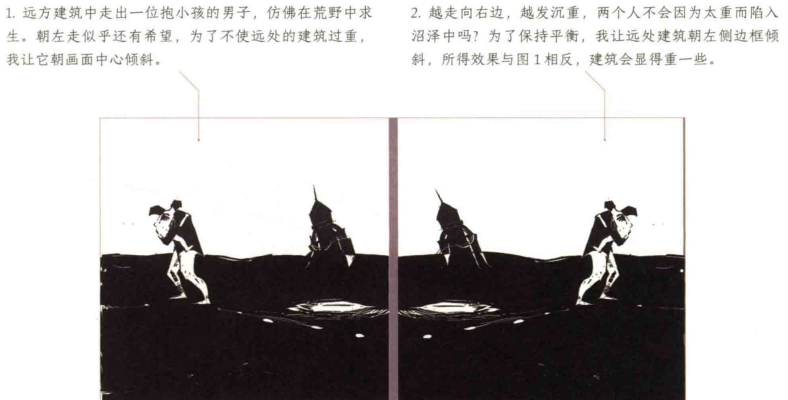 1. 远方建筑中走出一位抱小孩的男子，仿佛在荒野中求
生。朝左走似乎还有希望，为了不使远处的建筑过重，
我让它朝画面中心倾斜。
2. 越走向右边，越发沉重，两个人不会因为太重而陷入
沼泽中吗？为了保持平衡，我让远处建筑朝左侧边框倾
斜，所得效果与图 1 相反，建筑会显得重一些。